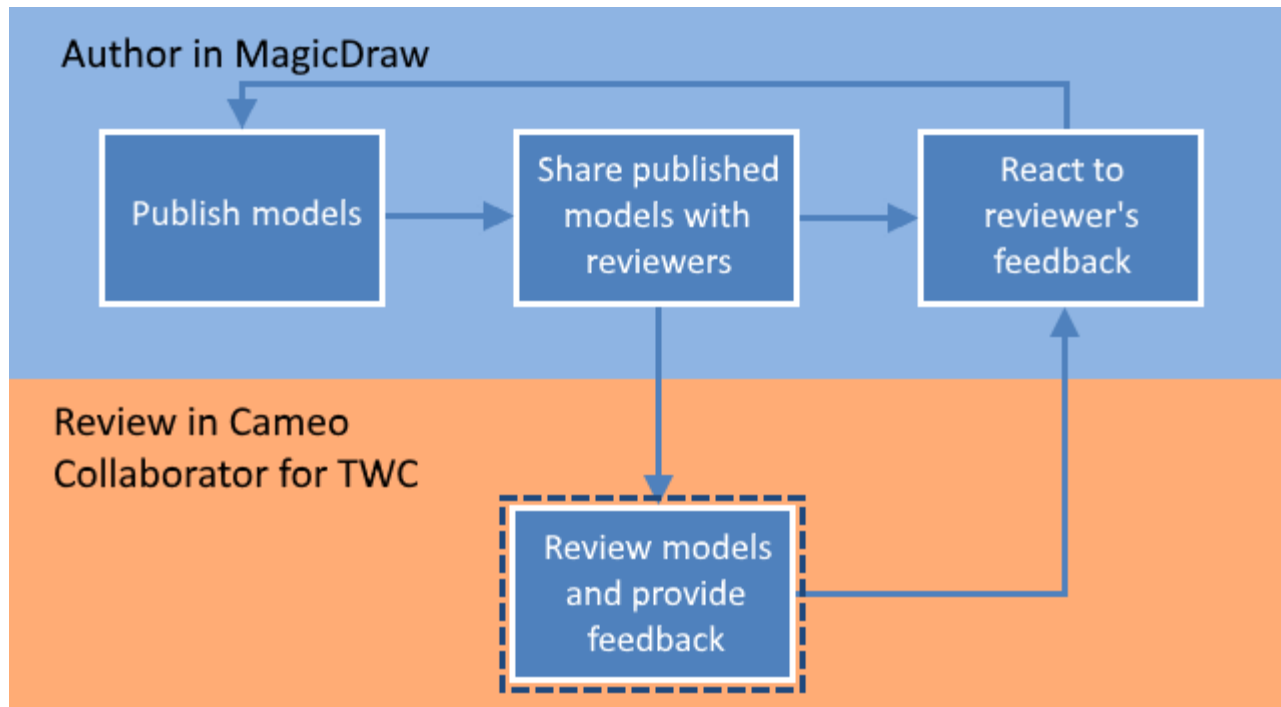 Author in MagicDraw
Publish models
Share published
models with
reviewers
React to
reviewer's
feedback
Review in Cameo
Collaborator for TWC
Review models
and provide
feedback